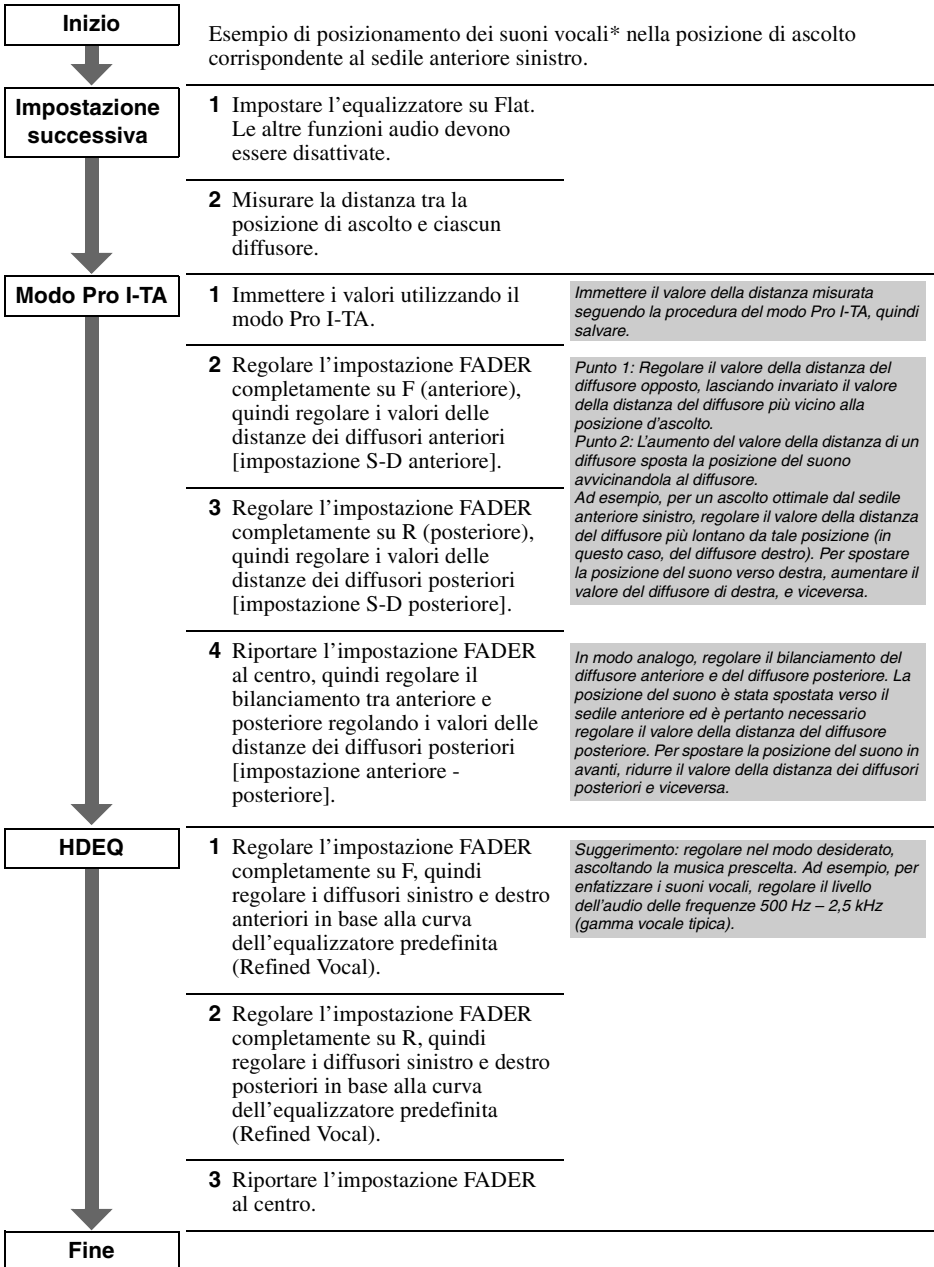 Inizio
Esempio di posizionamento dei suoni vocali* nella posizione di ascolto
corrispondente al sedile anteriore sinistro.
Impostazione
successiva
1 Impostare l'equalizzatore su Flat.
Le altre funzioni audio devono
essere disattivate.
2 Misurare la distanza tra la
posizione di ascolto e ciascun
diffusore.
Modo Pro I-TA
1 Immettere i valori utilizzando il
modo Pro I-TA.
Immettere il valore della distanza misurata
seguendo la procedura del modo Pro I-TA, quindi
salvare.
2 Regolare l'impostazione FADER
completamente su F (anteriore),
quindi regolare i valori delle
distanze dei diffusori anteriori
[impostazione S-D anteriore].
3 Regolare l'impostazione FADER
completamente su R (posteriore),
quindi regolare i valori delle
distanze dei diffusori posteriori
[impostazione S-D posteriore].
Punto 1: Regolare il valore della distanza del
diffusore opposto, lasciando invariato il valore
della distanza del diffusore più vicino alla
posizione d'ascolto.
Punto 2: L'aumento del valore della distanza di un
diffusore sposta la posizione del suono
avvicinandola al diffusore.
Ad esempio, per un ascolto ottimale dal sedile
anteriore sinistro, regolare il valore della distanza
del diffusore più lontano da tale posizione (in
questo caso, del diffusore destro). Per spostare
la posizione del suono verso destra, aumentare il
valore del diffusore di destra, e viceversa.
4 Riportare l'impostazione FADER
al centro, quindi regolare il
bilanciamento tra anteriore e
posteriore regolando i valori delle
distanze dei diffusori posteriori
[impostazione anteriore -
posteriore].
In modo analogo, regolare il bilanciamento del
diffusore anteriore e del diffusore posteriore. La
posizione del suono è stata spostata verso il
sedile anteriore ed è pertanto necessario
regolare il valore della distanza del diffusore
posteriore. Per spostare la posizione del suono in
avanti, ridurre il valore della distanza dei diffusori
posteriori e viceversa.
HDEQ
1 Regolare l'impostazione FADER
completamente su F, quindi
regolare i diffusori sinistro e destro
anteriori in base alla curva
dell'equalizzatore predefinita
(Refined Vocal).
Suggerimento: regolare nel modo desiderato,
ascoltando la musica prescelta. Ad esempio, per
enfatizzare i suoni vocali, regolare il livello
dell'audio delle frequenze 500 Hz – 2,5 kHz
(gamma vocale tipica).
2 Regolare l'impostazione FADER
completamente su R, quindi
regolare i diffusori sinistro e destro
posteriori in base alla curva
dell'equalizzatore predefinita
(Refined Vocal).
3 Riportare l'impostazione FADER
al centro.
Fine